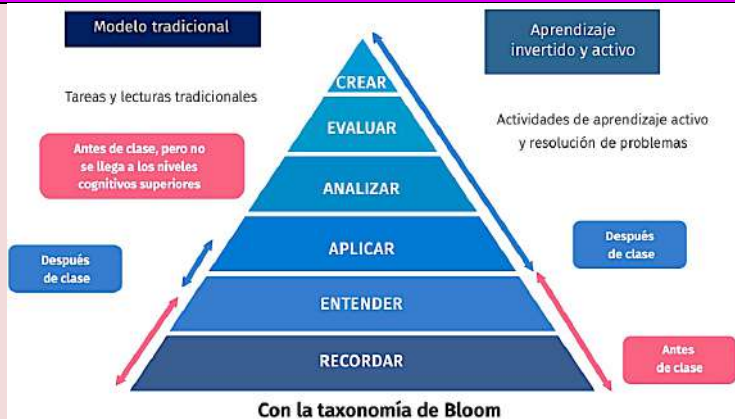 Modelo tradicional
Aprendizaje
invertido y activo
Tareas y lecturas tradicionales
Actividades de aprendizaje activo
y resolución de problemas
Antes de clase, pero no
se llega a los niveles
cognitivos superiores
CREAR
EVALUAR
ANALIZAR
APLICAR
ENTENDER
RECORDAR
Después
de clase
Después
de clase
Antes
de clase
Con la taxonomía de Bloom